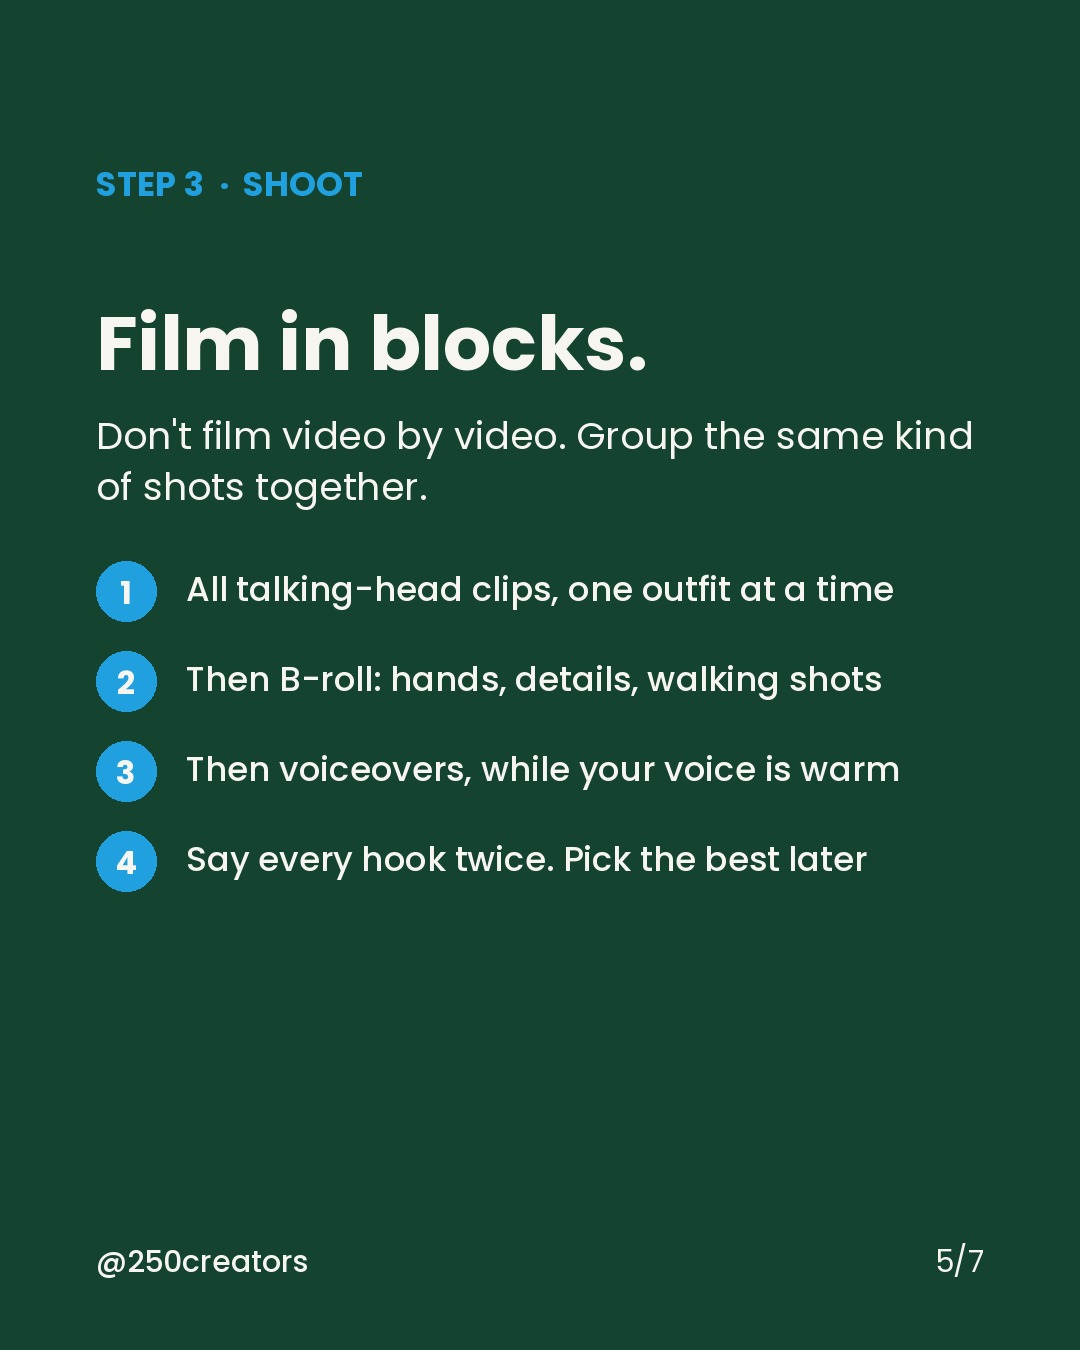 STEP 3 · SHOOT
Film in blocks.
Don't film video by video. Group the same kind
of shots together.
1 All talking-head clips, one outfit at a time
2 Then B-roll: hands, details, walking shots
3 Then voiceovers, while your voice is warm
4 Say every hook twice. Pick the best later
@250creators
5/7